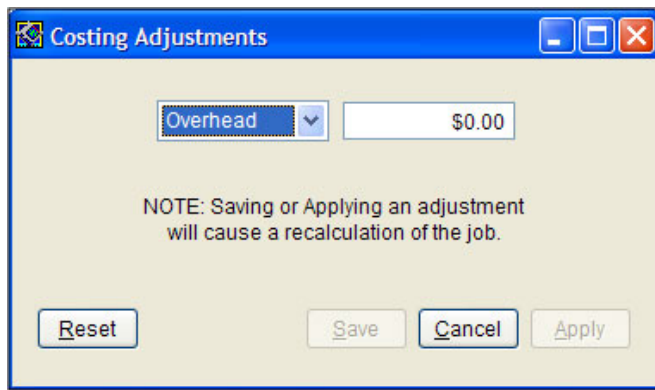 Costing Adjustments
Overhead $0.00
NOTE: Saving or Applying an adjustment
will cause a recalculation of the job.
Reset Save Cancel Apply